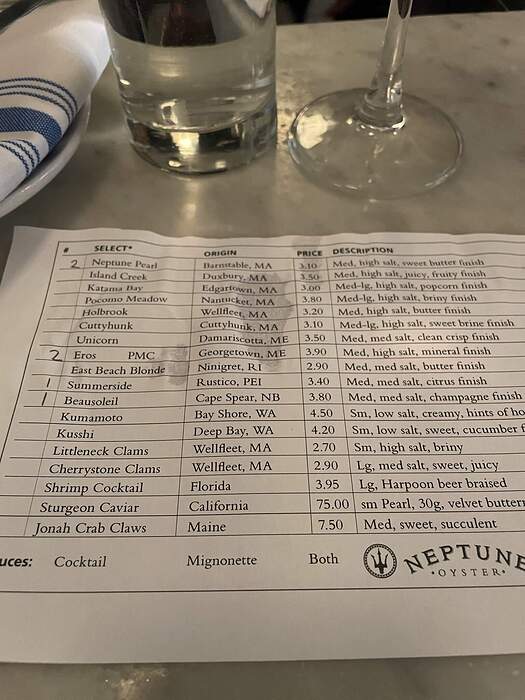 # SELECT* ORIGIN PRICE DESCRIPTION
2 Neptune Pearl Barnstable, MA 3.10 Med, high salt, sweet butter finish
Island Creek Duxbury, MA 3.50 Med, high salt, juicy, fruity finish
Katama Bay Edgartown, MA 3.00 Med-lg, high salt, popcorn finish
Pocomo Meadow Nantucket, MA 3.80 Med-lg, high salt, briny finish
Holbrook Wellfleet, MA 3.20 Med, high salt, butter finish
Cuttyhunk Cuttyhunk, MA 3.10 Med-lg, high salt, sweet brine finish
Unicorn Damariscotta, ME 3.50 Med, med salt, clean crisp finish
2 Eros PMC Georgetown, ME 3.90 Med, high salt, mineral finish
East Beach Blonde Ninigret, RI 2.90 Med, med salt, butter finish
1 Summerside Rustico, PEI 3.40 Med, med salt, citrus finish
1 Beausoleil Cape Spear, NB 3.80 Med, med salt, champagne finish
Kumamoto Bay Shore, WA 4.50 Sm, low salt, creamy, hints of ho
Kusshi Deep Bay, WA 4.20 Sm, low salt, sweet, cucumber f
Littleneck Clams Wellfleet, MA 2.70 Sm, high salt, briny
Cherrystone Clams Wellfleet, MA 2.90 Lg, med salt, sweet, juicy
Shrimp Cocktail Florida 3.95 Lg, Harpoon beer braised
Sturgeon Caviar California 75.00 sm Pearl, 30g, velvet buttery
Jonah Crab Claws Maine 7.50 Med, sweet, succulent
uces: Cocktail Mignonette Both NEPTUNE
·OYSTER·